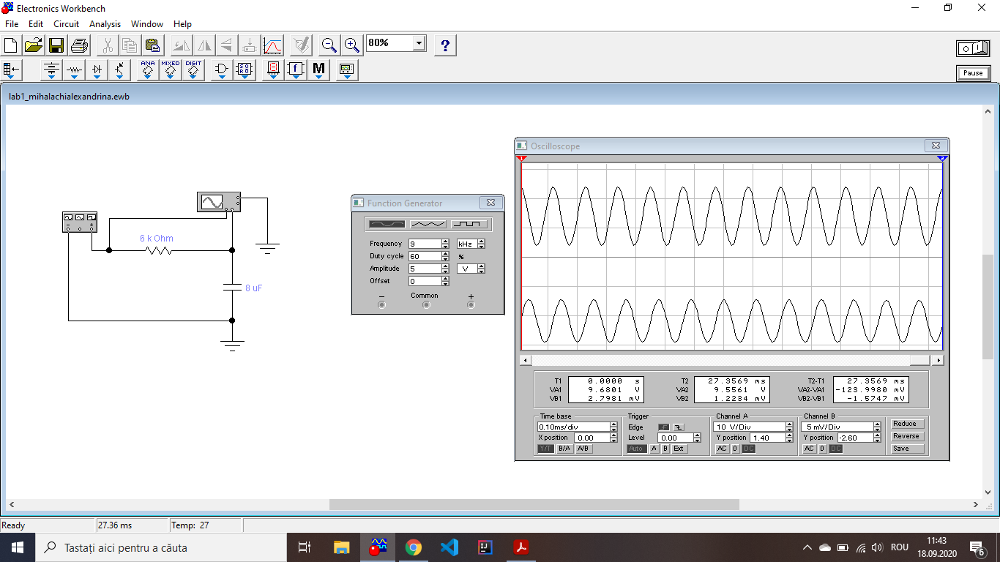 Electronics Workbench
File Edit Circuit Analysis Window Help
80% ?
0 1
ANA MIXED DIGIT
f M
Pause
lab1_mihalachialexandrina.ewb
6 k Ohm
8 uF
Function Generator
Frequency 9 kHz
Duty cycle 60 %
Amplitude 5 V
Offset 0
− Common +
Oscilloscope
1 2
T1 0.0000 s T2 27.3569 ms T2-T1 27.3569 ms
VA1 9.6801 V VA2 9.5561 V VA2-VA1 -123.9980 mV
VB1 2.7981 mV VB2 1.2234 mV VB2-VB1 -1.5747 mV
Time base Trigger Channel A Channel B
0.10ms/div Edge 10 V/Div 5 mV/Div Reduce
X position 0.00 Level 0.00 Y position 1.40 Y position -2.60 Reverse
Y/T B/A A/B Auto A B Ext AC 0 DC AC 0 DC Save
Ready 27.36 ms Temp: 27
Tastați aici pentru a căuta
IJ
ROU
11:43
18.09.2020
6